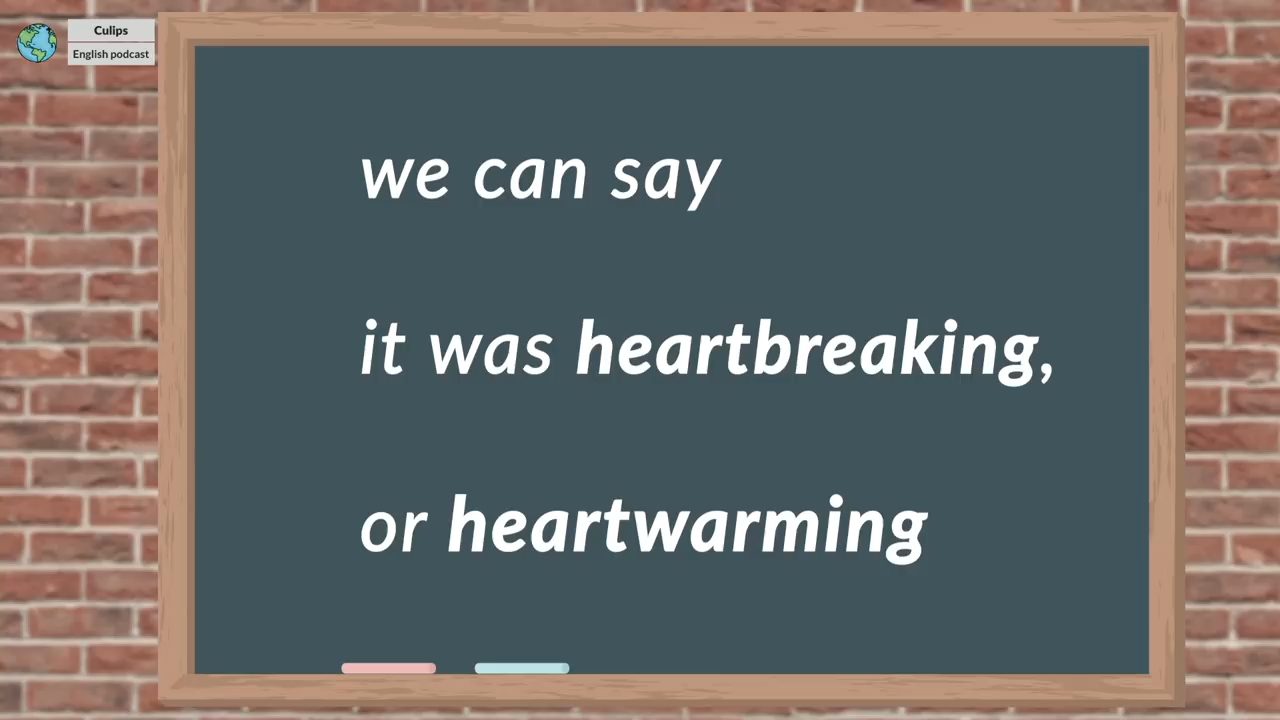 Culips
English podcast
we can say
it was heartbreaking,
or heartwarming